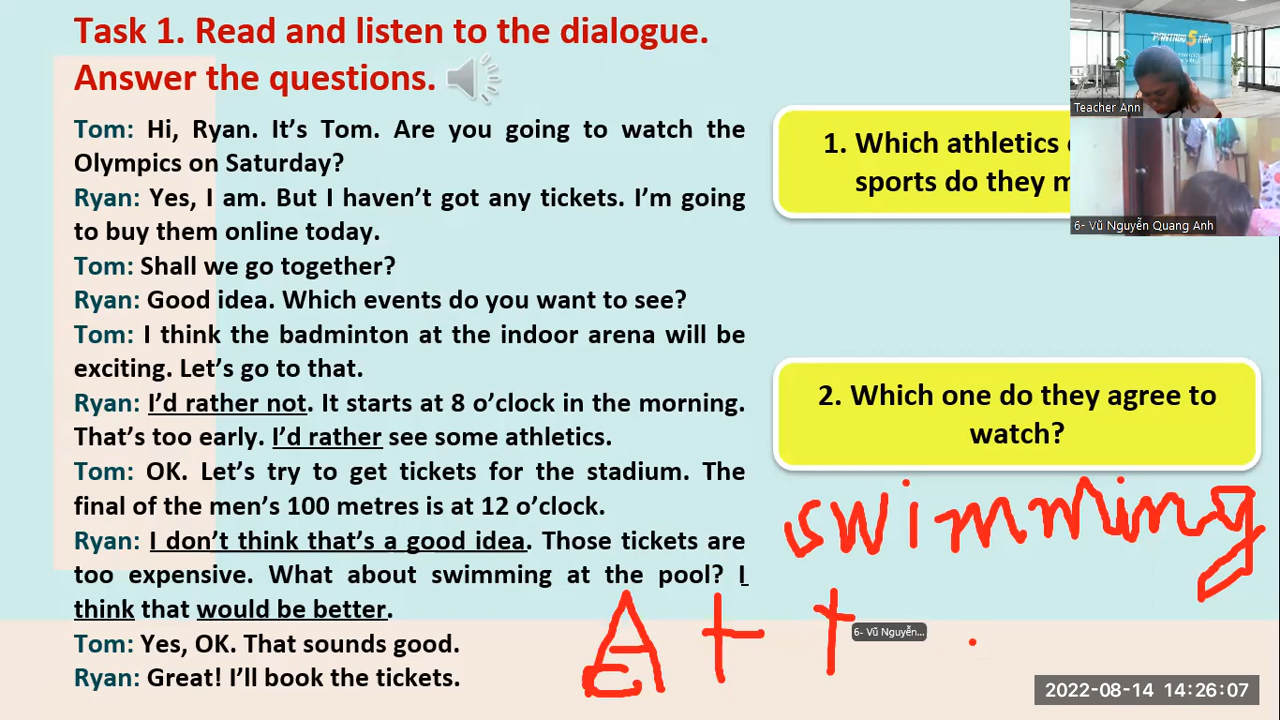 Task 1. Read and listen to the dialogue.
Answer the questions.
Tom: Hi, Ryan. It’s Tom. Are you going to watch the
Olympics on Saturday?
Ryan: Yes, I am. But I haven’t got any tickets. I’m going
to buy them online today.
Tom: Shall we go together?
Ryan: Good idea. Which events do you want to see?
Tom: I think the badminton at the indoor arena will be
exciting. Let’s go to that.
Ryan: I’d rather not. It starts at 8 o’clock in the morning.
That’s too early. I’d rather see some athletics.
Tom: OK. Let’s try to get tickets for the stadium. The
final of the men’s 100 metres is at 12 o’clock.
Ryan: I don’t think that’s a good idea. Those tickets are
too expensive. What about swimming at the pool? I
think that would be better.
Tom: Yes, OK. That sounds good.
Ryan: Great! I’ll book the tickets.
1. Which athletics
sports do they
2. Which one do they agree to
watch?
swimming
A t t
6- Vũ Nguyễn...
Teacher Ann
6- Vũ Nguyễn Quang Anh
2022-08-14 14:26:07